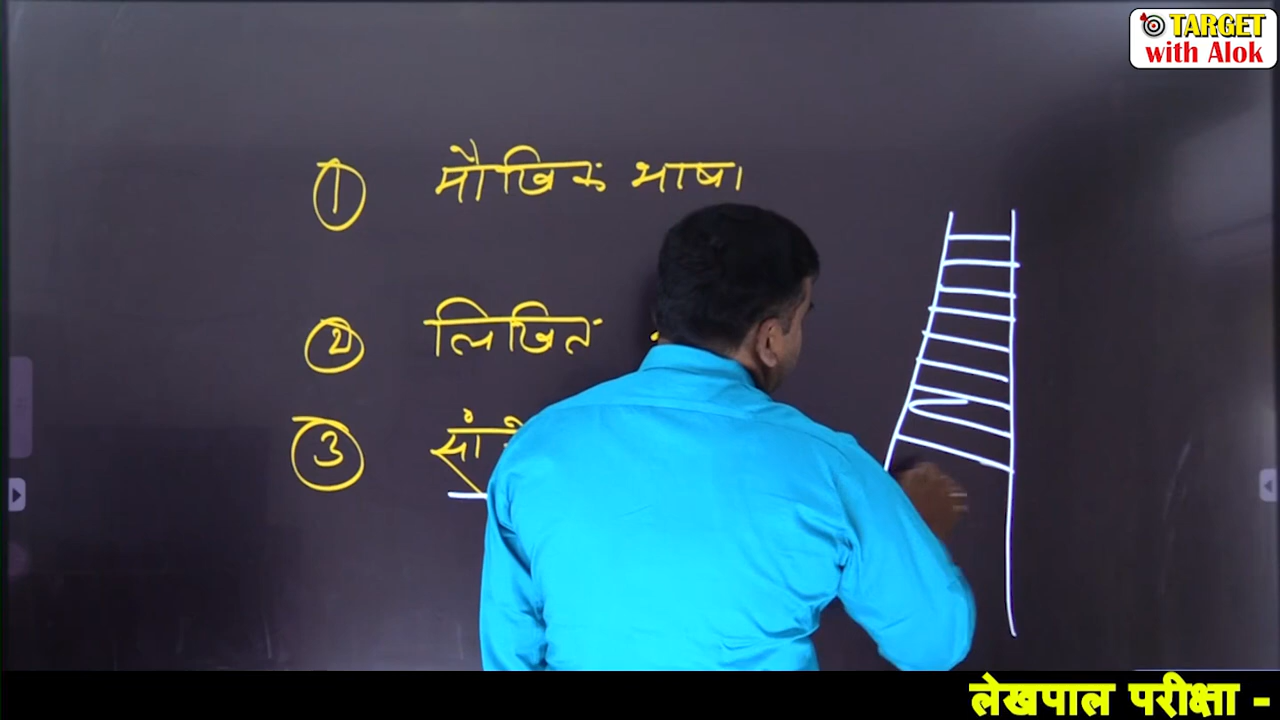 TARGET
with Alok
① मौखिक भाषा
② लिखित
③
लेखपाल परीक्षा -